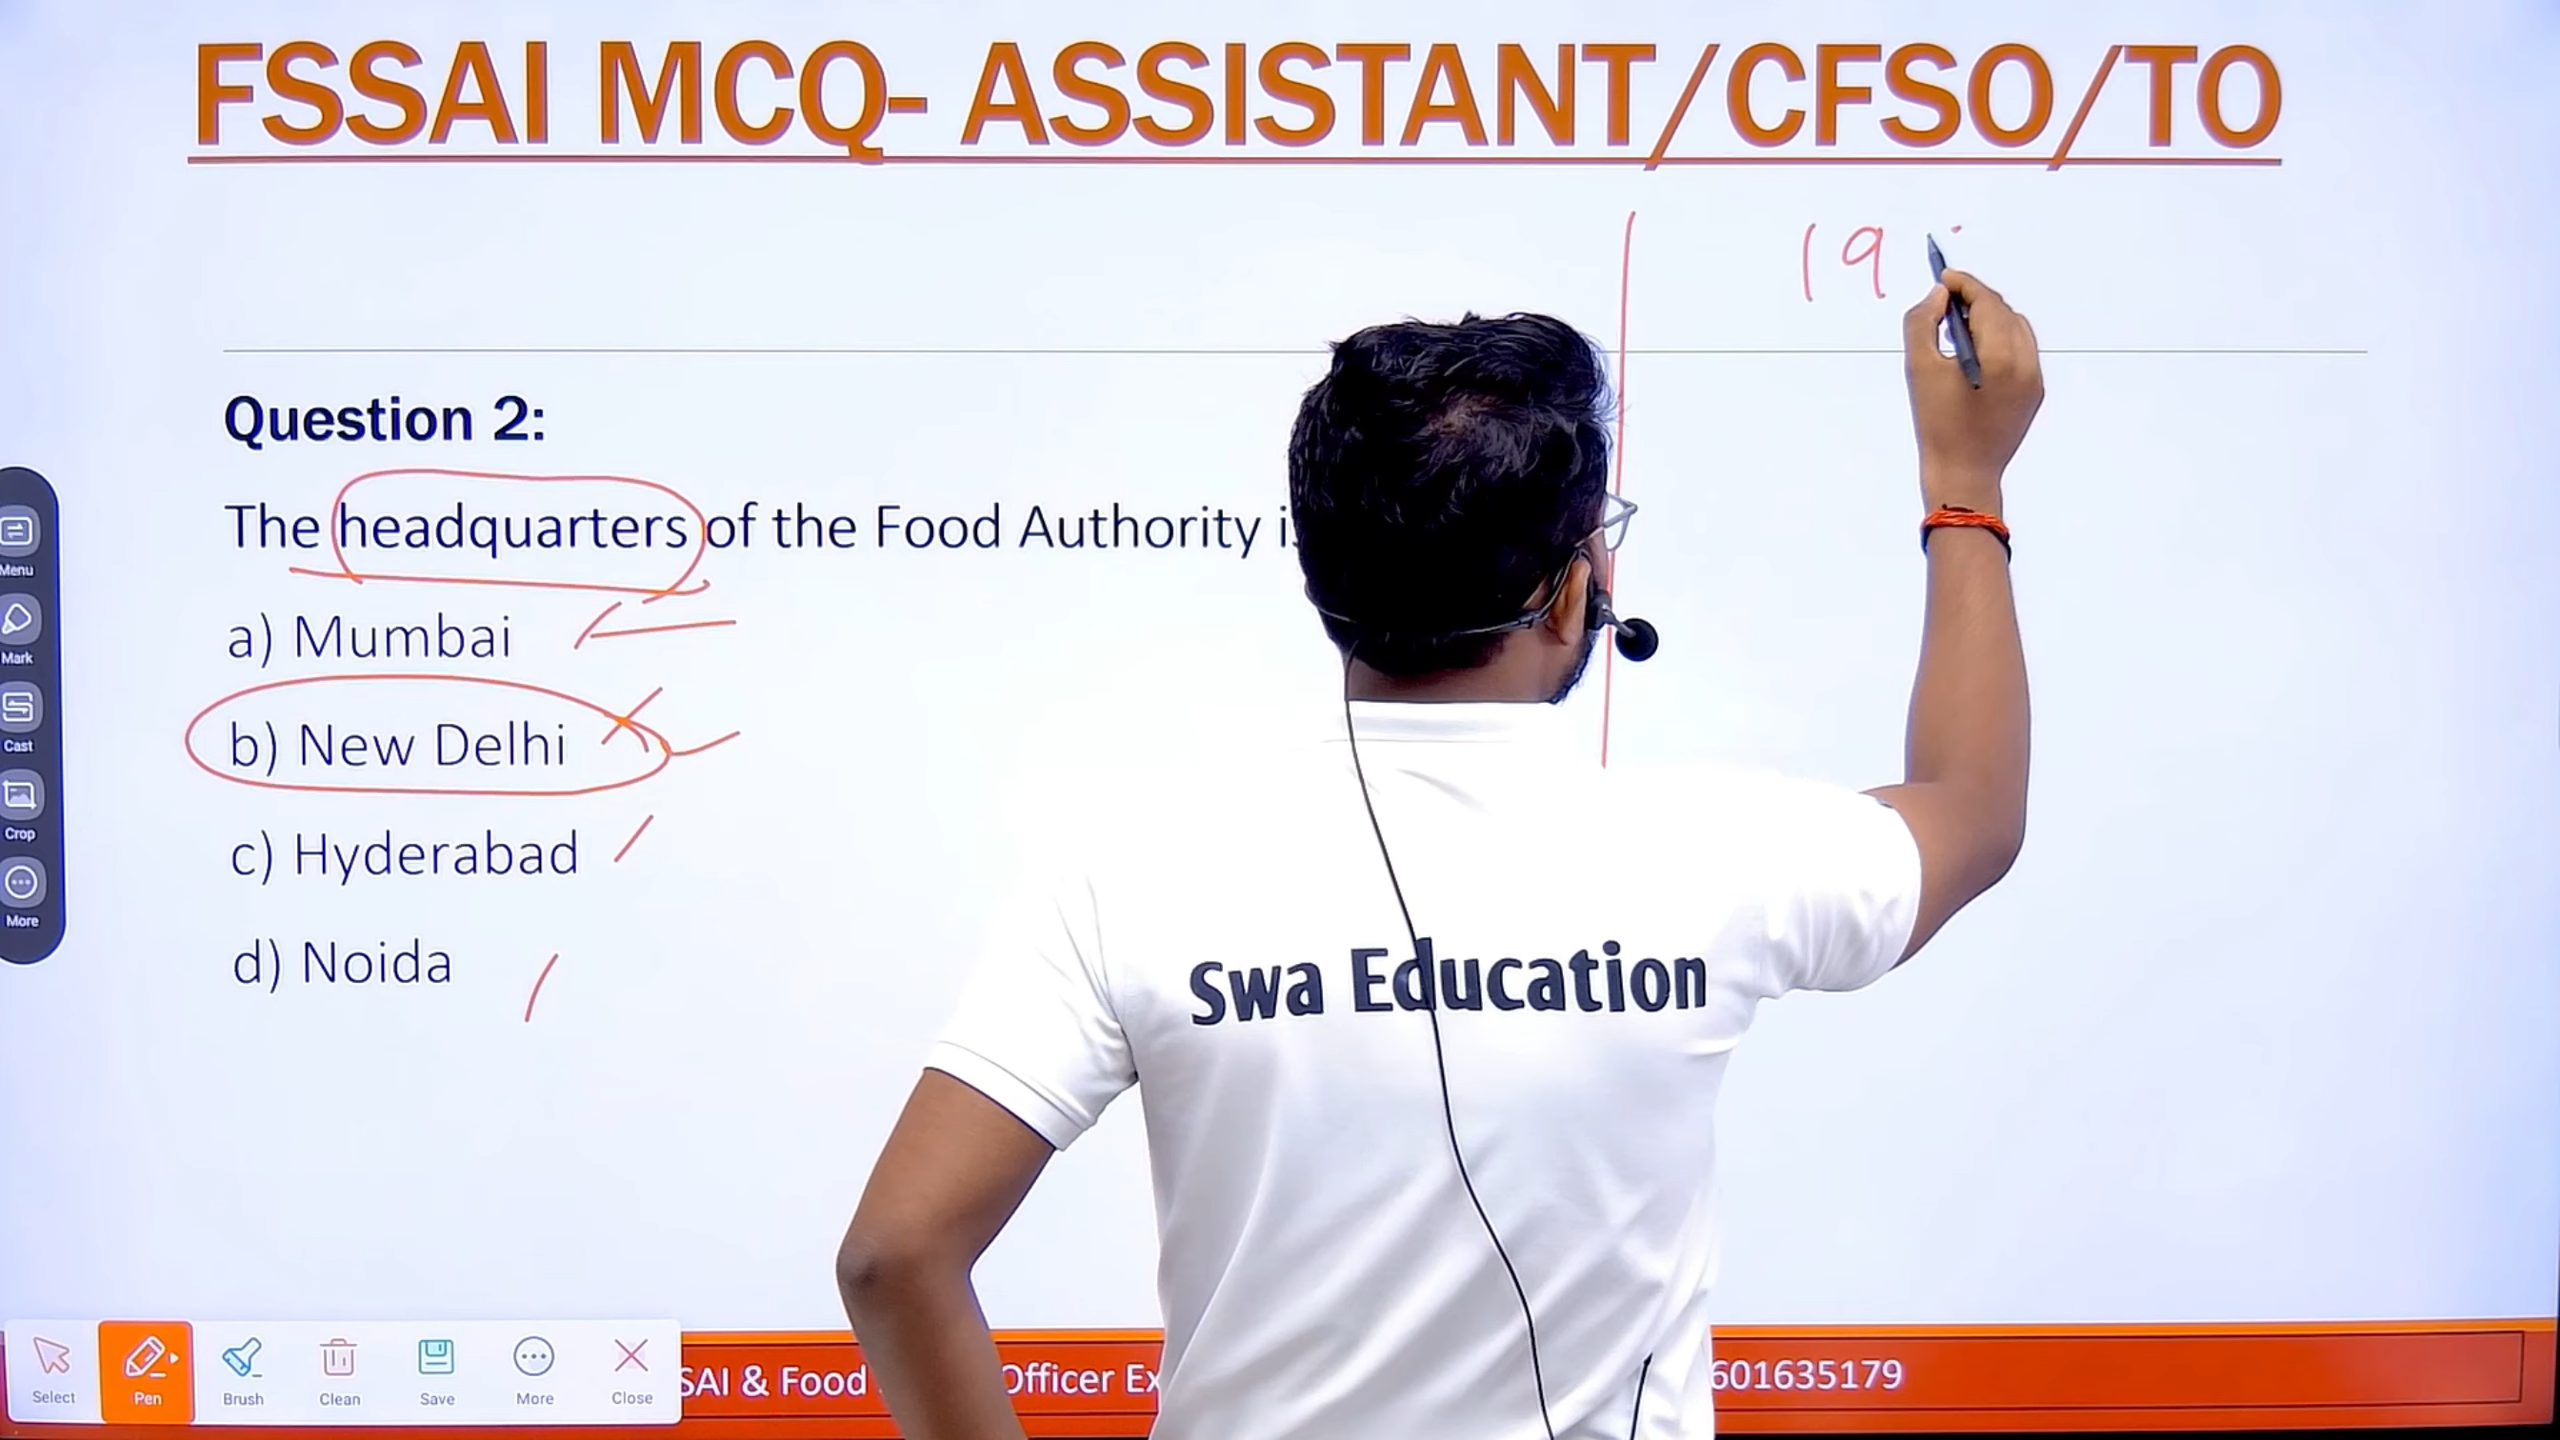 FSSAI MCQ- ASSISTANT/CFSO/TO
19
Question 2:
The headquarters of the Food Authority
a) Mumbai
b) New Delhi
c) Hyderabad
d) Noida
Menu
Mark
Cast
Crop
More
Swa Education
Select
Pen
Brush
Clean
Save
More
Close
SAI & Food Officer Ex 601635179